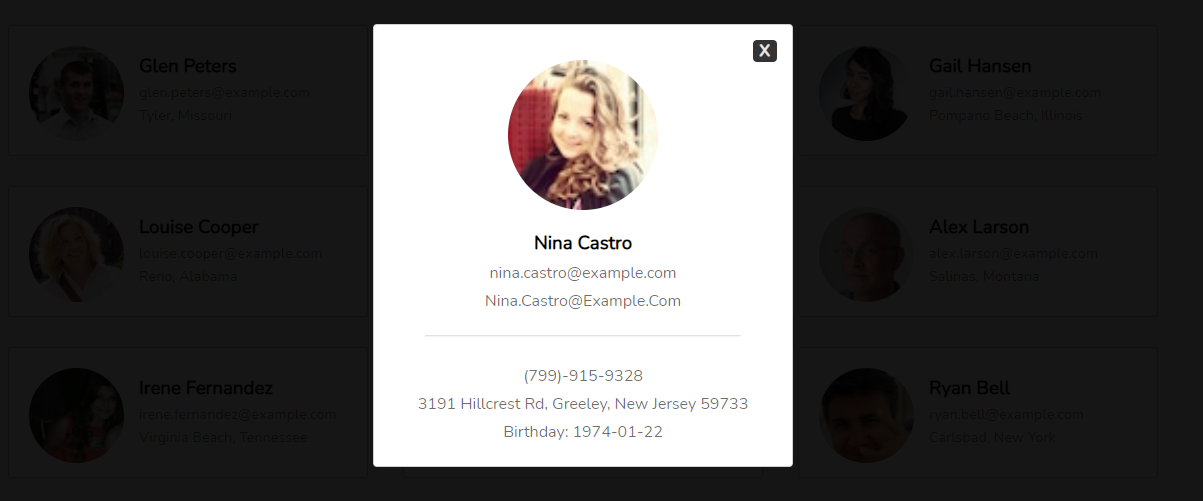 Glen Peters
glen.peters@example.com
Tyler, Missouri
X
Nina Castro
nina.castro@example.com
Nina.Castro@Example.Com
(799)-915-9328
3191 Hillcrest Rd, Greeley, New Jersey 59733
Birthday: 1974-01-22
Gail Hansen
gail.hansen@example.com
Pompano Beach, Illinois
Louise Cooper
louise.cooper@example.com
Reno, Alabama
Alex Larson
alex.larson@example.com
Salinas, Montana
Irene Fernandez
irene.fernandez@example.com
Virginia Beach, Tennessee
Ryan Bell
ryan.bell@example.com
Carlsbad, New York